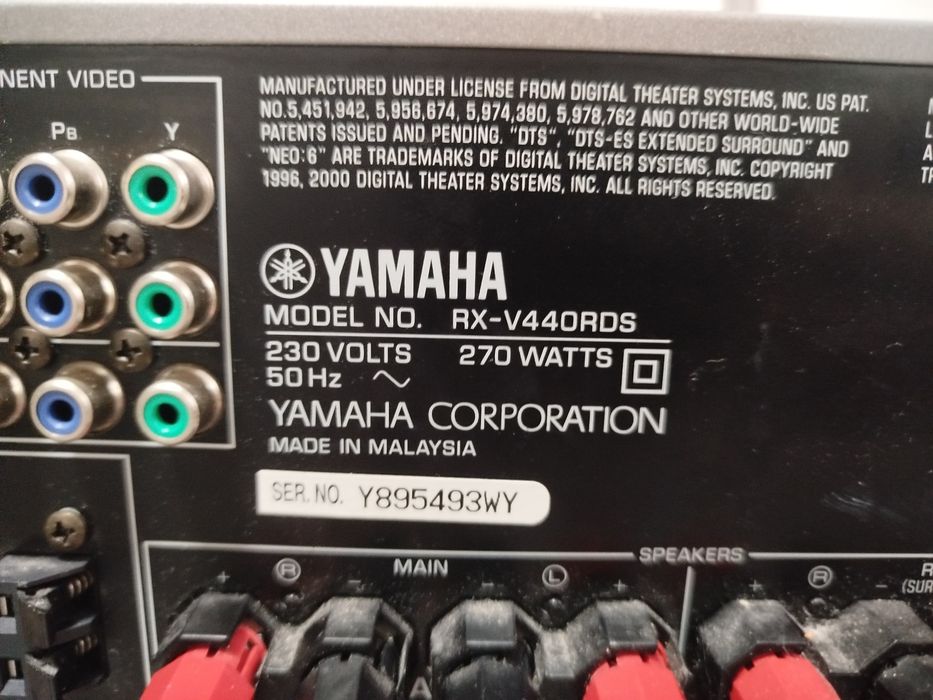 NENT VIDEO
PB
Y
MANUFACTURED UNDER LICENSE FROM DIGITAL THEATER SYSTEMS, INC. US PAT.
NO.5,451,942, 5,956,674, 5,974,380, 5,978,762 AND OTHER WORLD-WIDE
PATENTS ISSUED AND PENDING. "DTS", "DTS-ES EXTENDED SURROUND" AND
"NEO:6" ARE TRADEMARKS OF DIGITAL THEATER SYSTEMS, INC. COPYRIGHT
1996, 2000 DIGITAL THEATER SYSTEMS, INC. ALL RIGHTS RESERVED.
YAMAHA
MODEL NO. RX-V440RDS
230 VOLTS 270 WATTS
50 Hz ~
YAMAHA CORPORATION
MADE IN MALAYSIA
SER. NO. Y895493WY
SPEAKERS
+ R - MAIN - L +
+ R -
(SUR
A